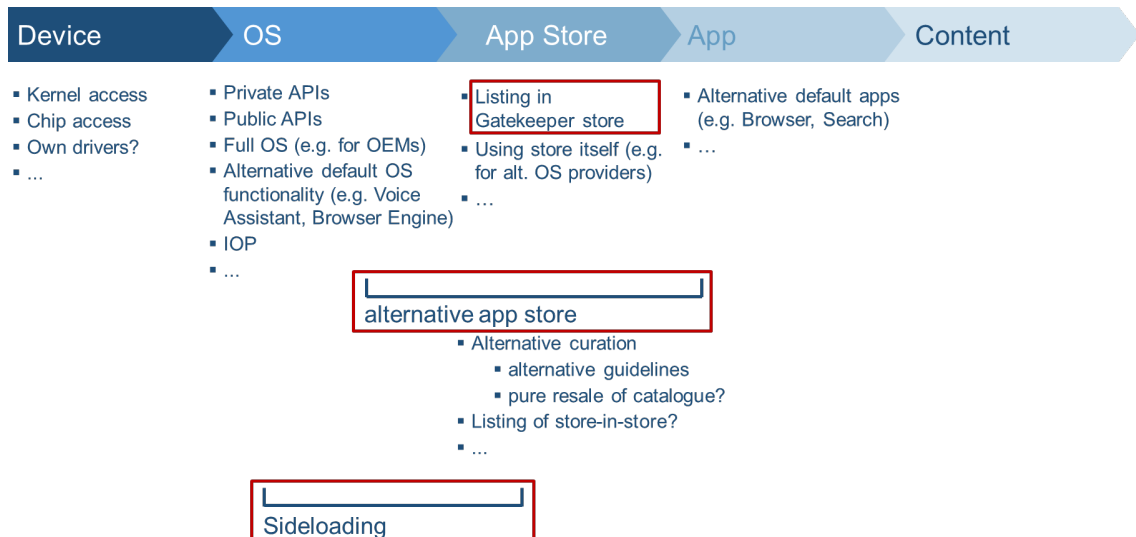 Device
OS
App Store
App
Content
▪ Kernel access
▪ Chip access
▪ Own drivers?
▪ ...
▪ Private APIs
▪ Public APIs
▪ Full OS (e.g. for OEMs)
▪ Alternative default OS
functionality (e.g. Voice
Assistant, Browser Engine)
▪ IOP
▪ ...
▪ Listing in
Gatekeeper store
▪ Using store itself (e.g.
for alt. OS providers)
▪ …
▪ Alternative default apps
(e.g. Browser, Search)
▪ …
alternative app store
▪ Alternative curation
▪ alternative guidelines
▪ pure resale of catalogue?
▪ Listing of store-in-store?
▪ ...
Sideloading